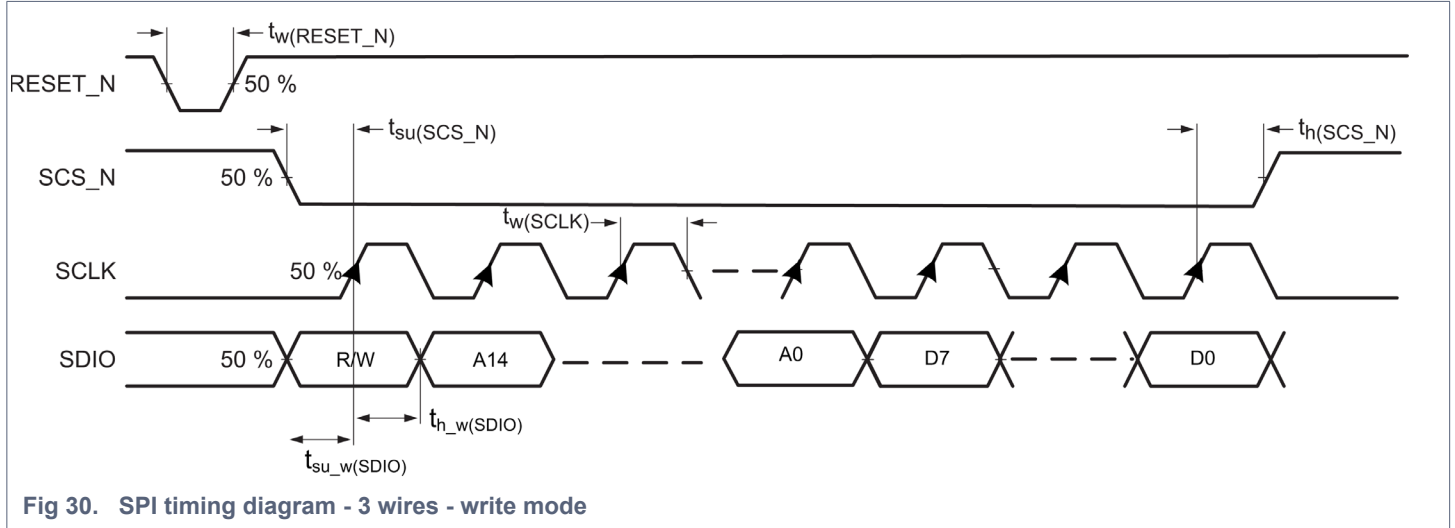 tw(RESET_N)
RESET_N
50 %
tsu(SCS_N)
th(SCS_N)
SCS_N
50 %
tw(SCLK)
SCLK
50 %
SDIO
50 %
R/W
A14
A0
D7
D0
th_w(SDIO)
tsu_w(SDIO)
Fig 30. SPI timing diagram - 3 wires - write mode